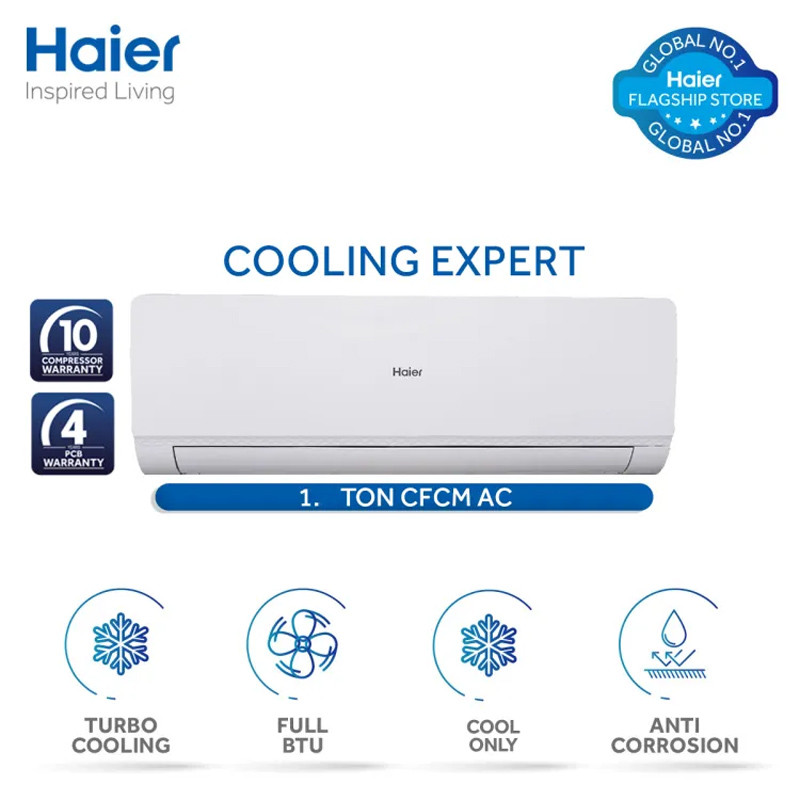 Haier
Inspired Living
GLOBAL NO.1
Haier
FLAGSHIP STORE
GLOBAL NO.1
COOLING EXPERT
10
YEARS
COMPRESSOR
WARRANTY
Haier
4
YEARS
PCB
WARRANTY
1. TON CFCM AC
TURBO
COOLING
FULL
BTU
COOL
ONLY
ANTI
CORROSION